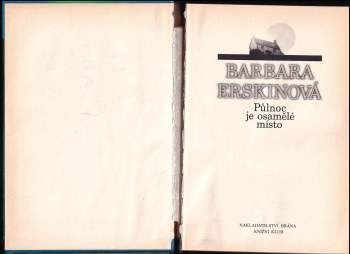 BARBARA
ERSKINOVÁ
Půlnoc
je osamělé
místo
NAKLADATELSTVÍ BRÁNA
KNIŽNÍ KLUB